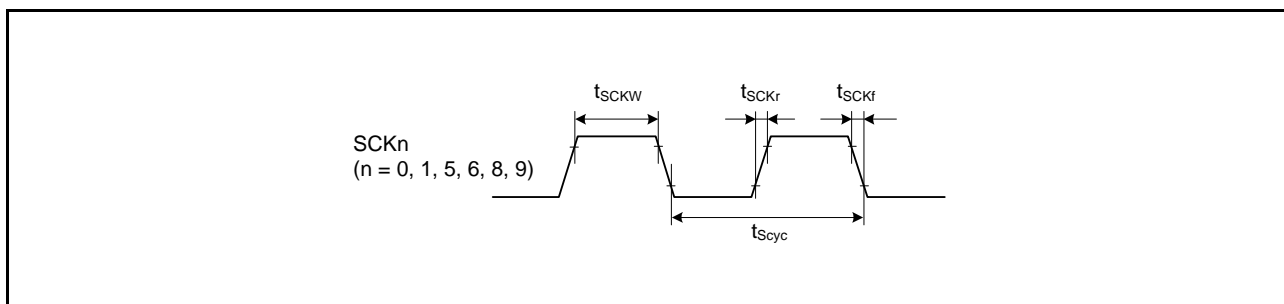 tSCKW
tSCKr
tSCKf
SCKn
(n = 0, 1, 5, 6, 8, 9)
tScyc